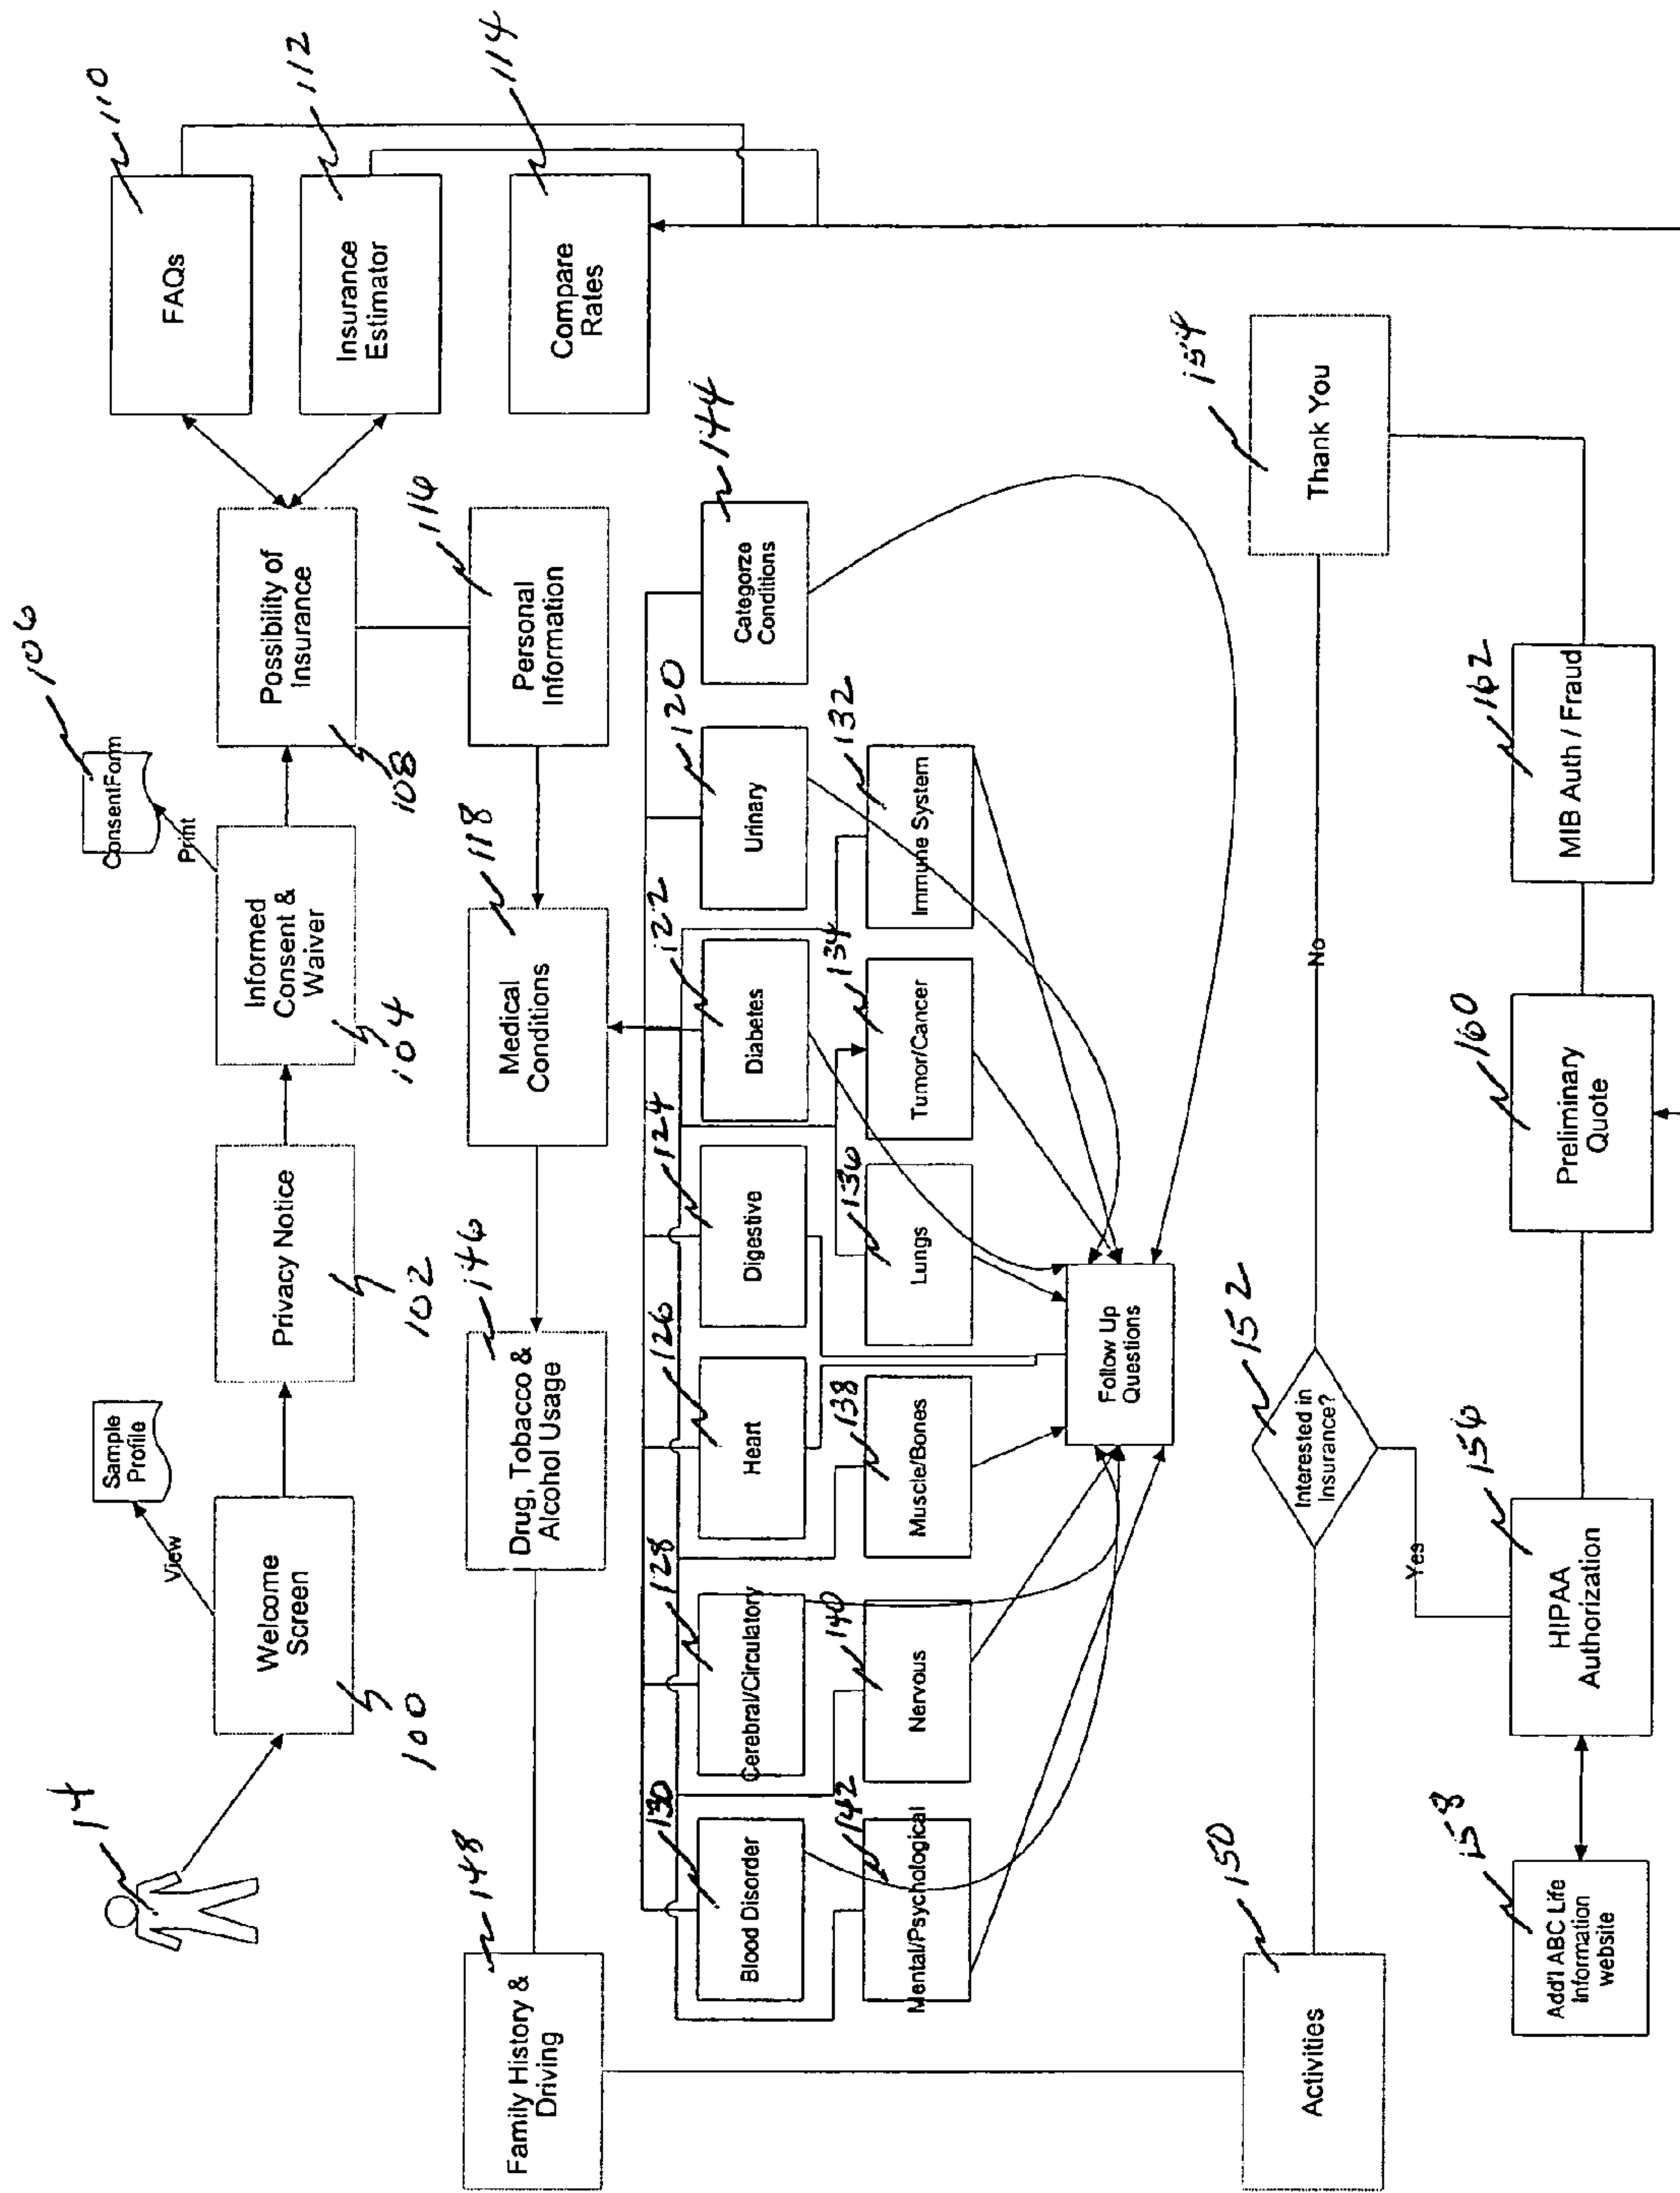 14
View
Sample
Profile
106
ConsentForm
Print
Welcome
Screen
100
Privacy Notice
102
Informed
Consent &
Waiver
104
Possibility of
Insurance
108
FAQs
110
Insurance
Estimator
112
Compare
Rates
114
Family History &
Driving
148
Drug, Tobacco &
Alcohol Usage
146
Medical
Conditions
118
Personal
Information
116
Blood Disorder
130
Cerebral/Circulatory
128
Heart
126
Digestive
124
Diabetes
122
Urinary
120
Categorze
Conditions
144
Mental/Psychological
142
Nervous
140
Muscle/Bones
138
Lungs
136
Tumor/Cancer
134
Immune System
132
Follow Up
Questions
Activities
150
Interested in
Insurance?
152
No
Yes
Thank You
154
Add'l ABC Life
Information
website
158
HIPAA
Authorization
156
Preliminary
Quote
160
MIB Auth / Fraud
162